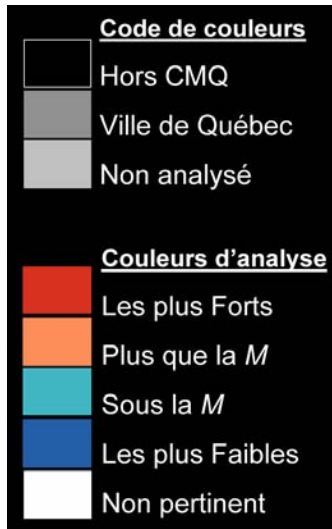 Code de couleurs
Hors CMQ
Ville de Québec
Non analysé
Couleurs d'analyse
Les plus Forts
Plus que la M
Sous la M
Les plus Faibles
Non pertinent